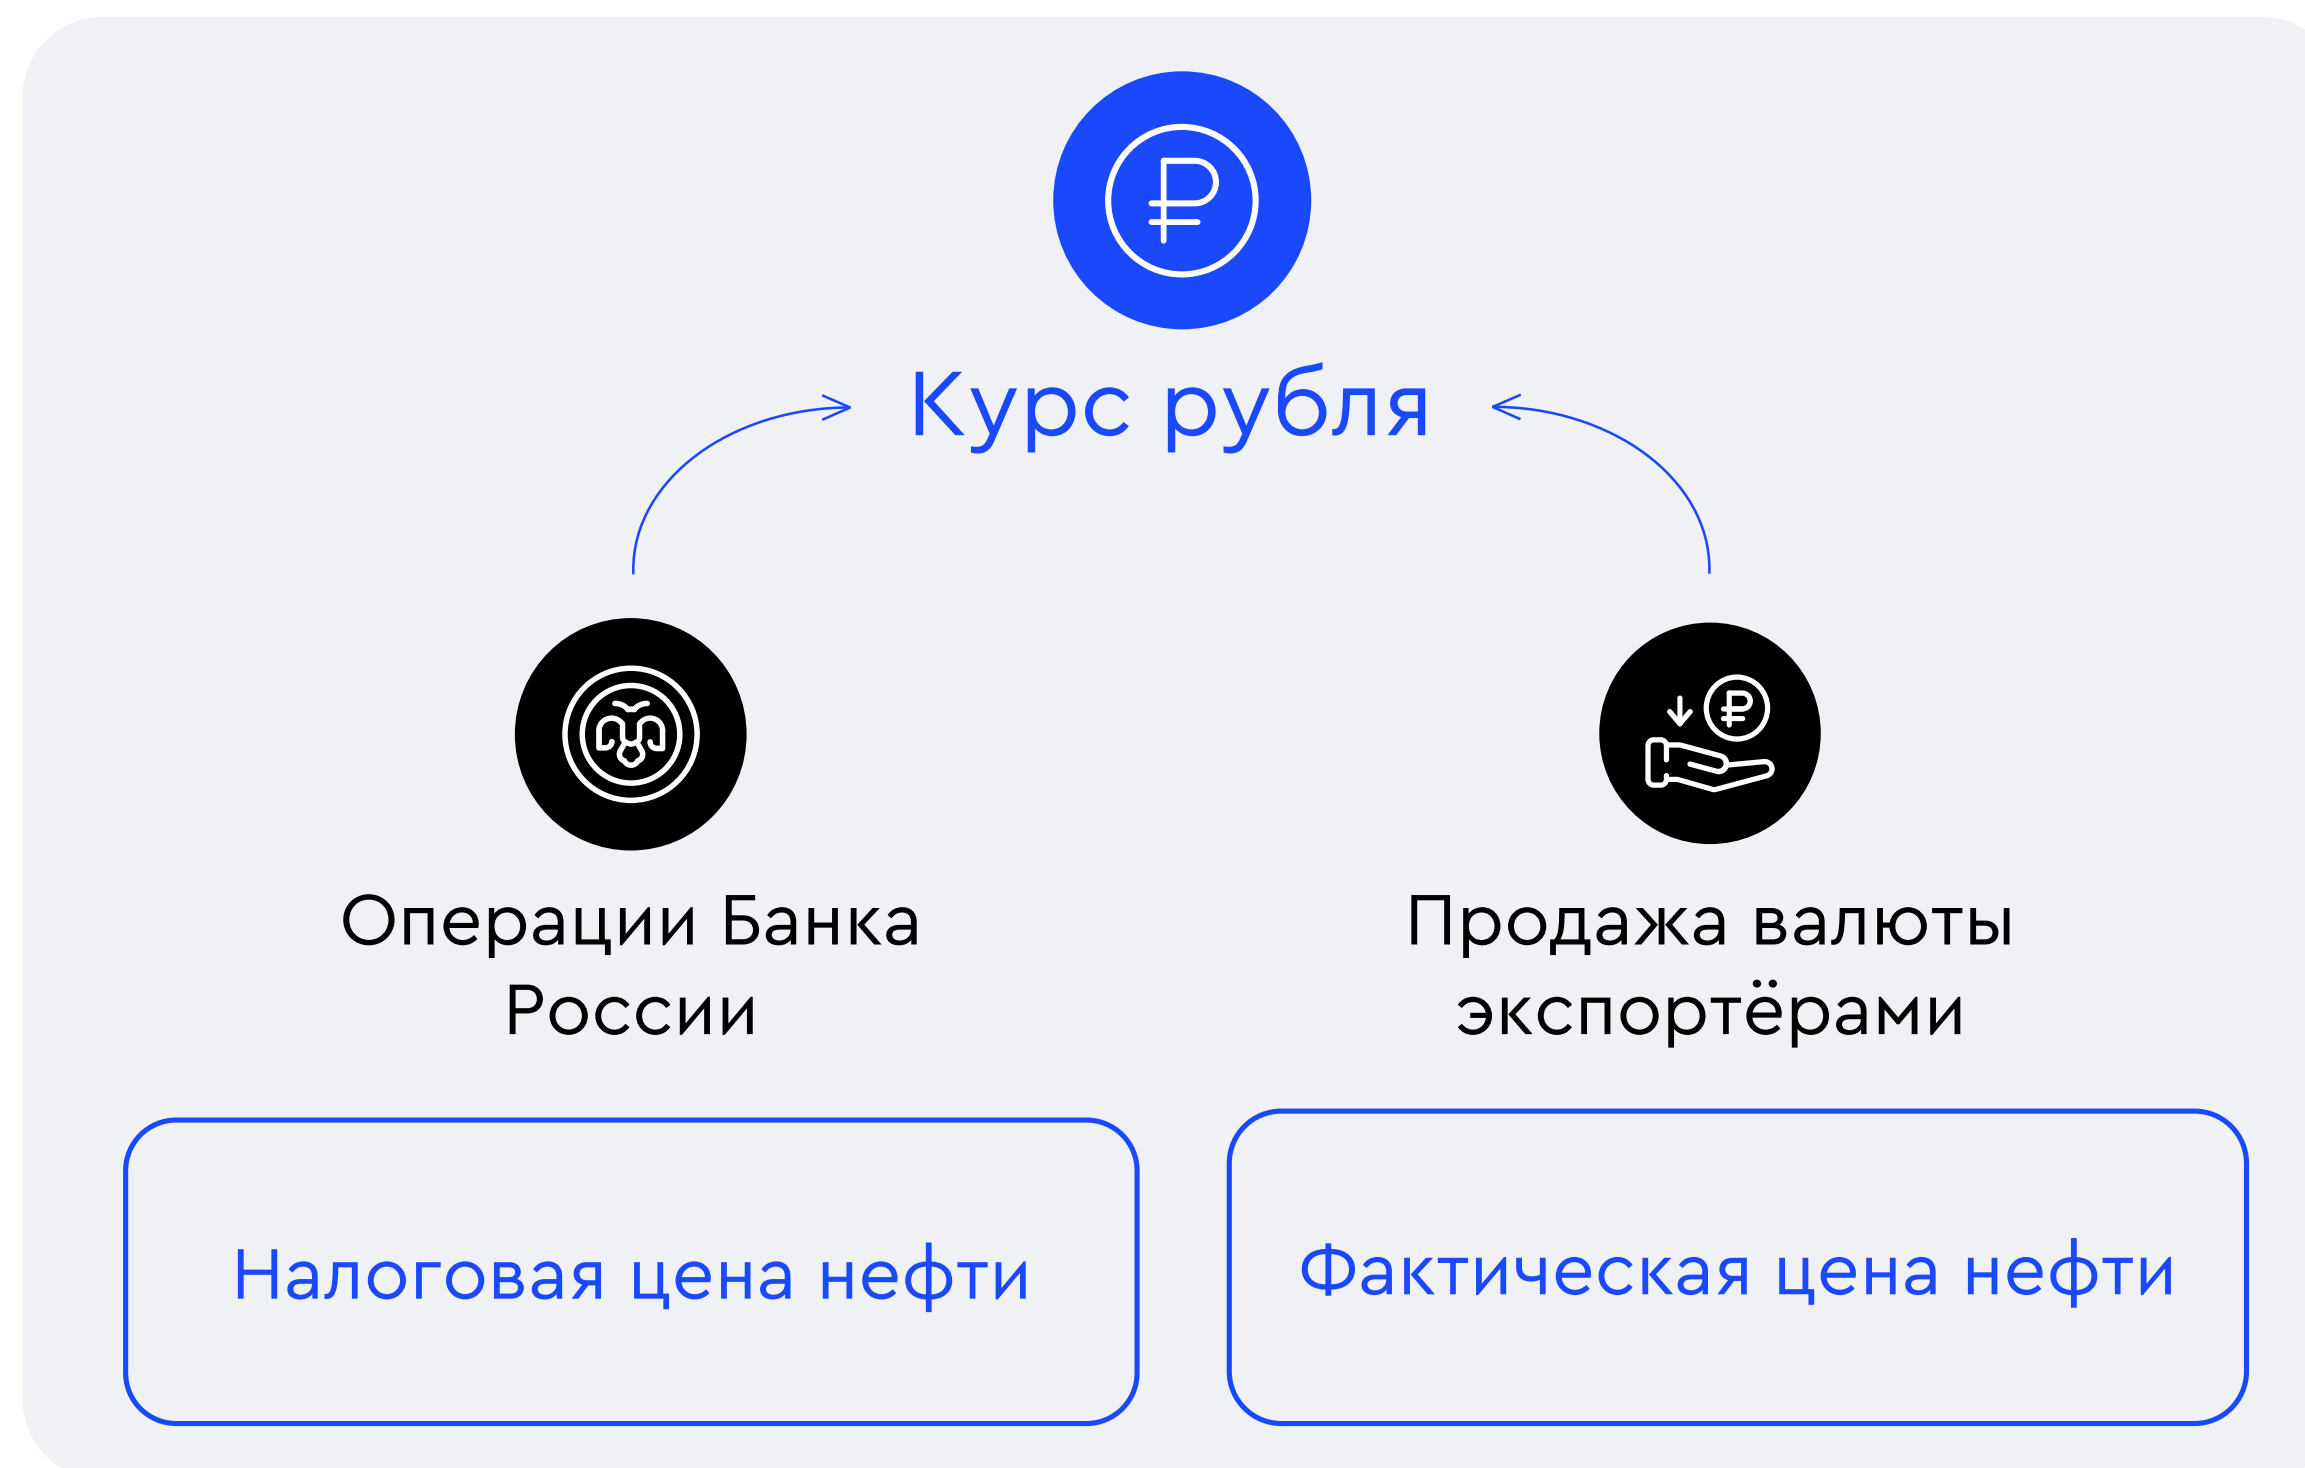 Курс рубля
Операции Банка
России
Продажа валюты
экспортёрами
Налоговая цена нефти
Фактическая цена нефти